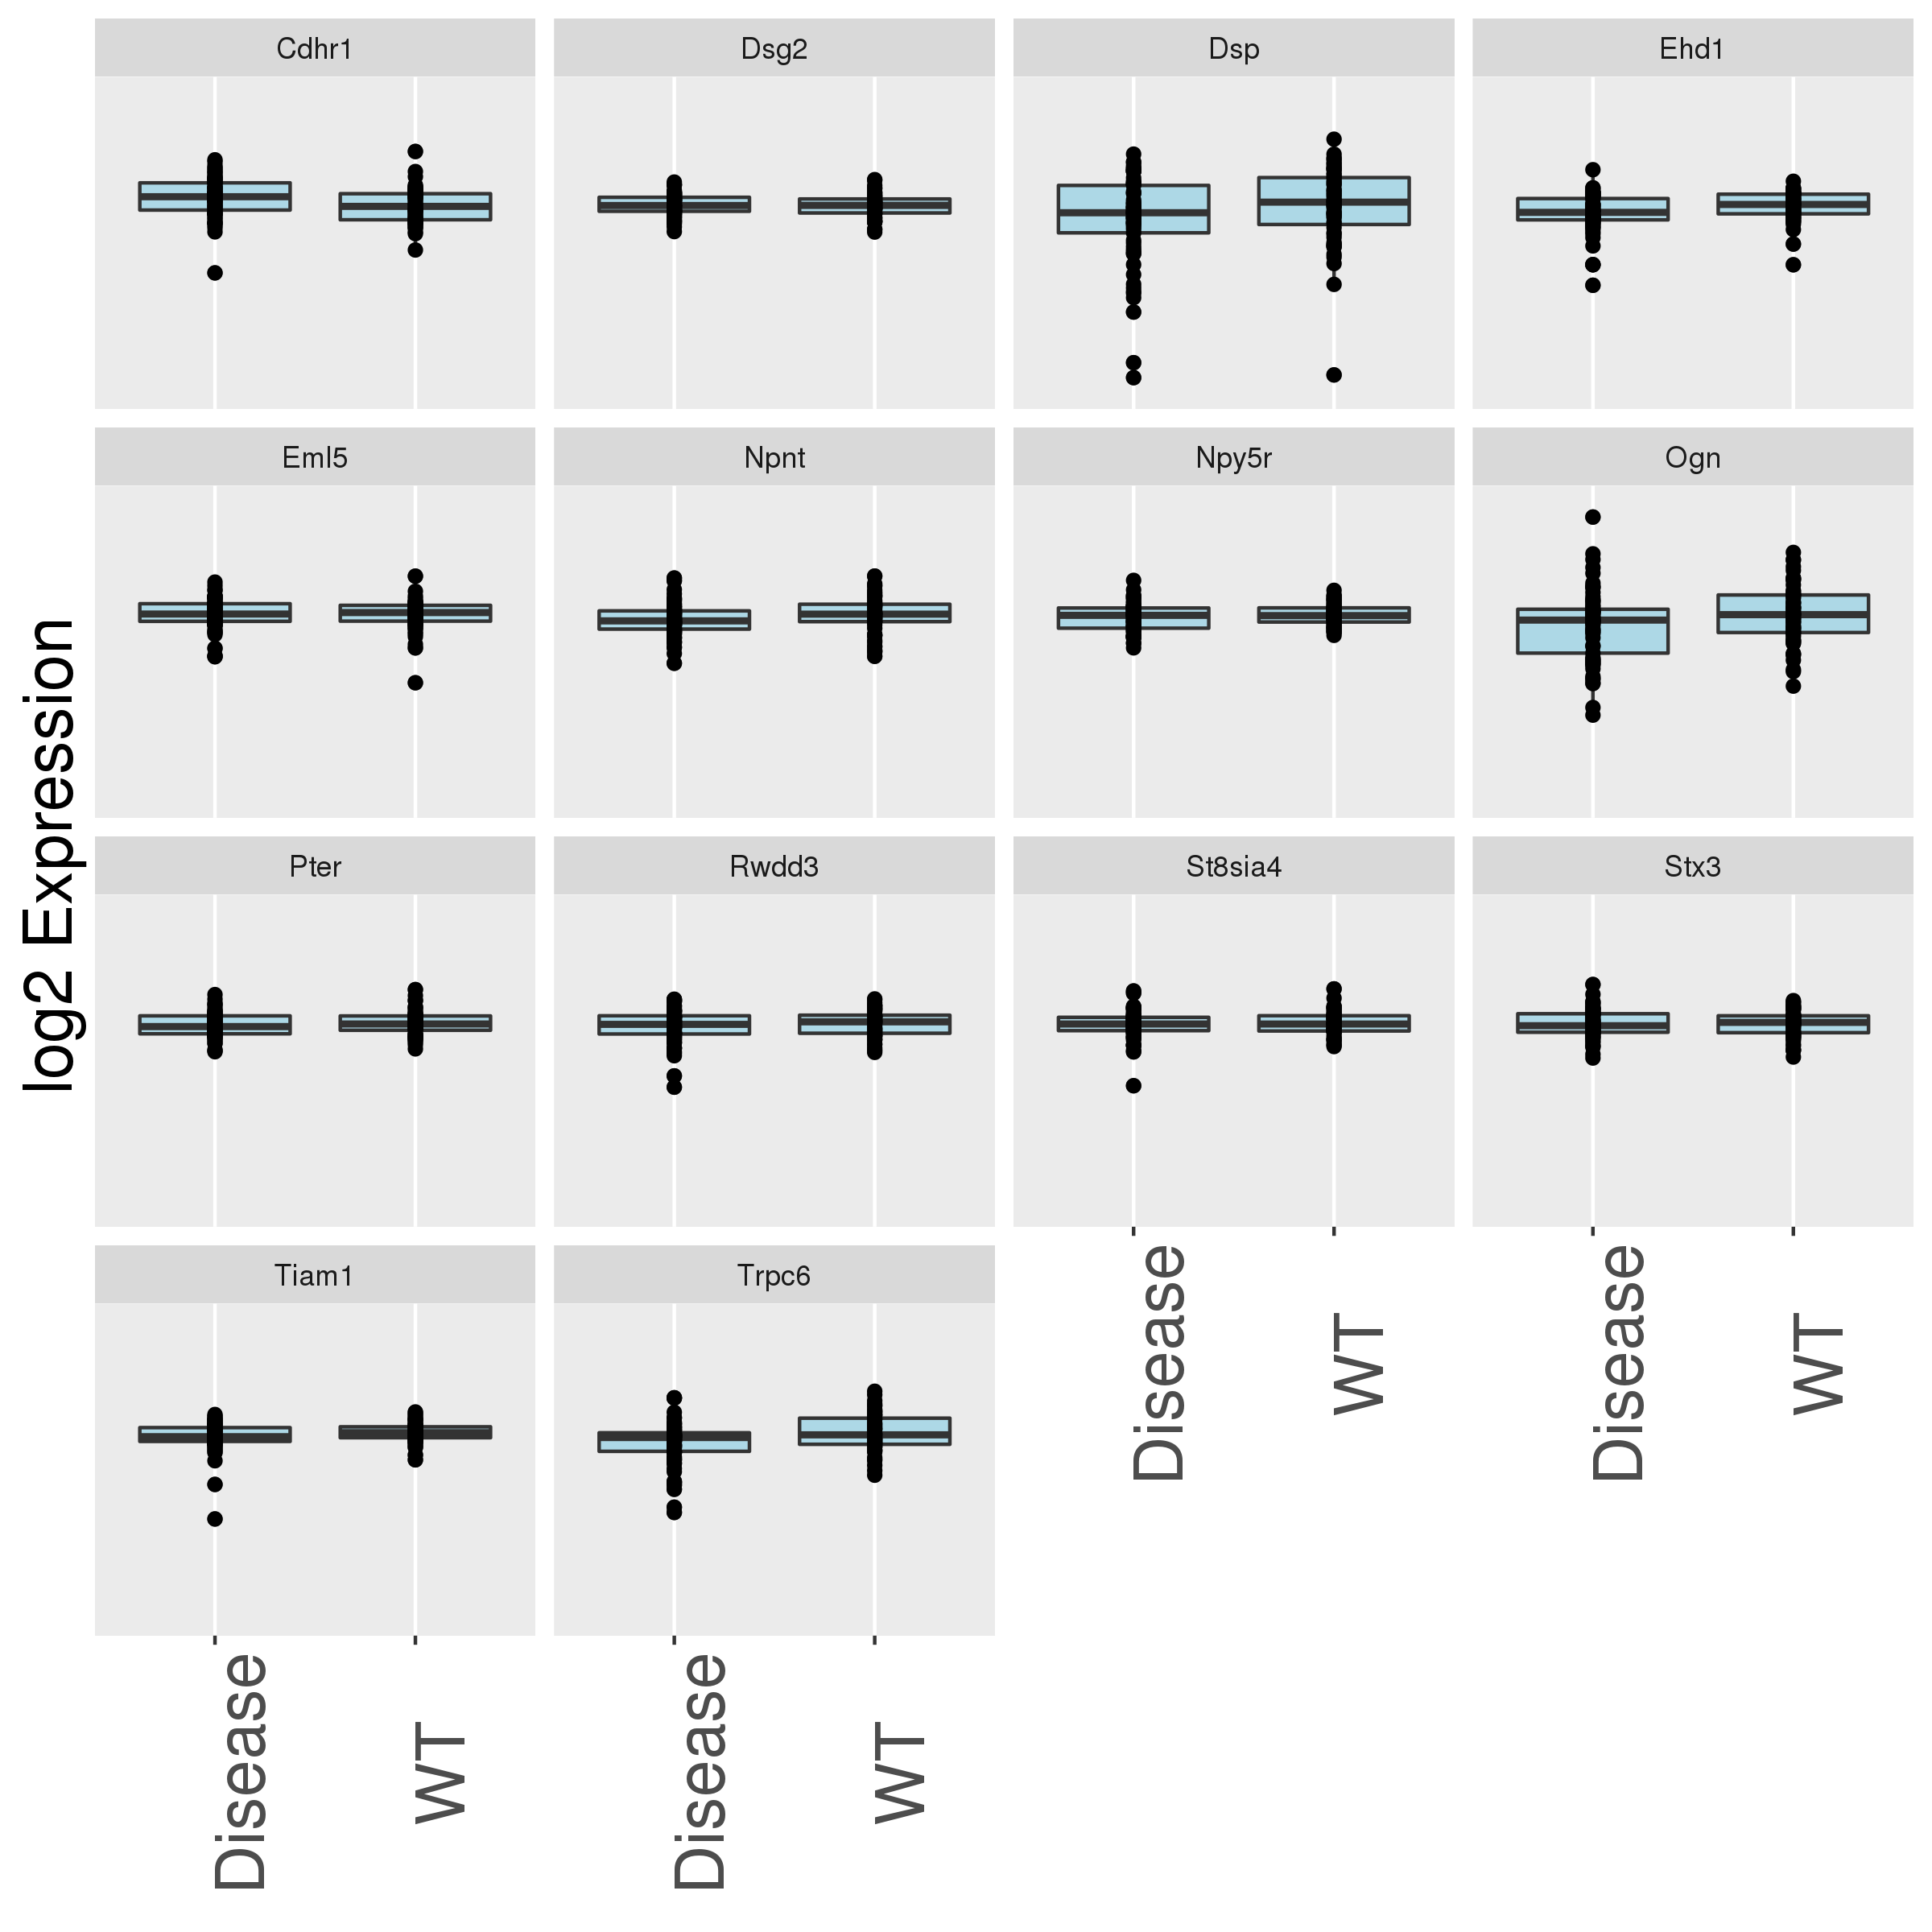 Cdhr1
Dsg2
Dsp
Ehd1
Eml5
Npnt
Npy5r
Ogn
Pter
Rwdd3
St8sia4
Stx3
Tiam1
Trpc6
log2 Expression
Disease
WT
Disease
WT
Disease
WT
Disease
WT